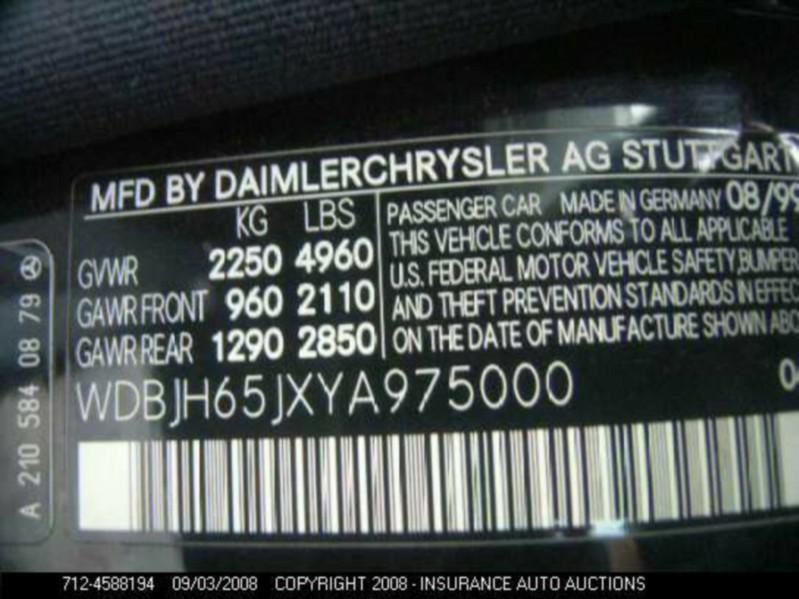 MFD BY DAIMLERCHRYSLER AG STUTTGART
KG LBS
GVWR 2250 4960
GAWR FRONT 960 2110
GAWR REAR 1290 2850
PASSENGER CAR MADE IN GERMANY 08/99
THIS VEHICLE CONFORMS TO ALL APPLICABLE
U.S. FEDERAL MOTOR VEHICLE SAFETY, BUMPER
AND THEFT PREVENTION STANDARDS IN EFFEC
ON THE DATE OF MANUFACTURE SHOWN ABO
WDBJH65JXYA975000 04
A 210 584 08 79
712-4588194 09/03/2008 COPYRIGHT 2008 - INSURANCE AUTO AUCTIONS